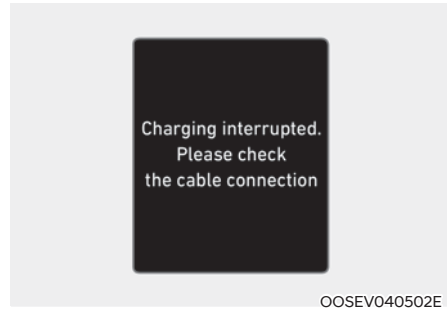 Charging interrupted.
Please check
the cable connection
OOSEV040502E